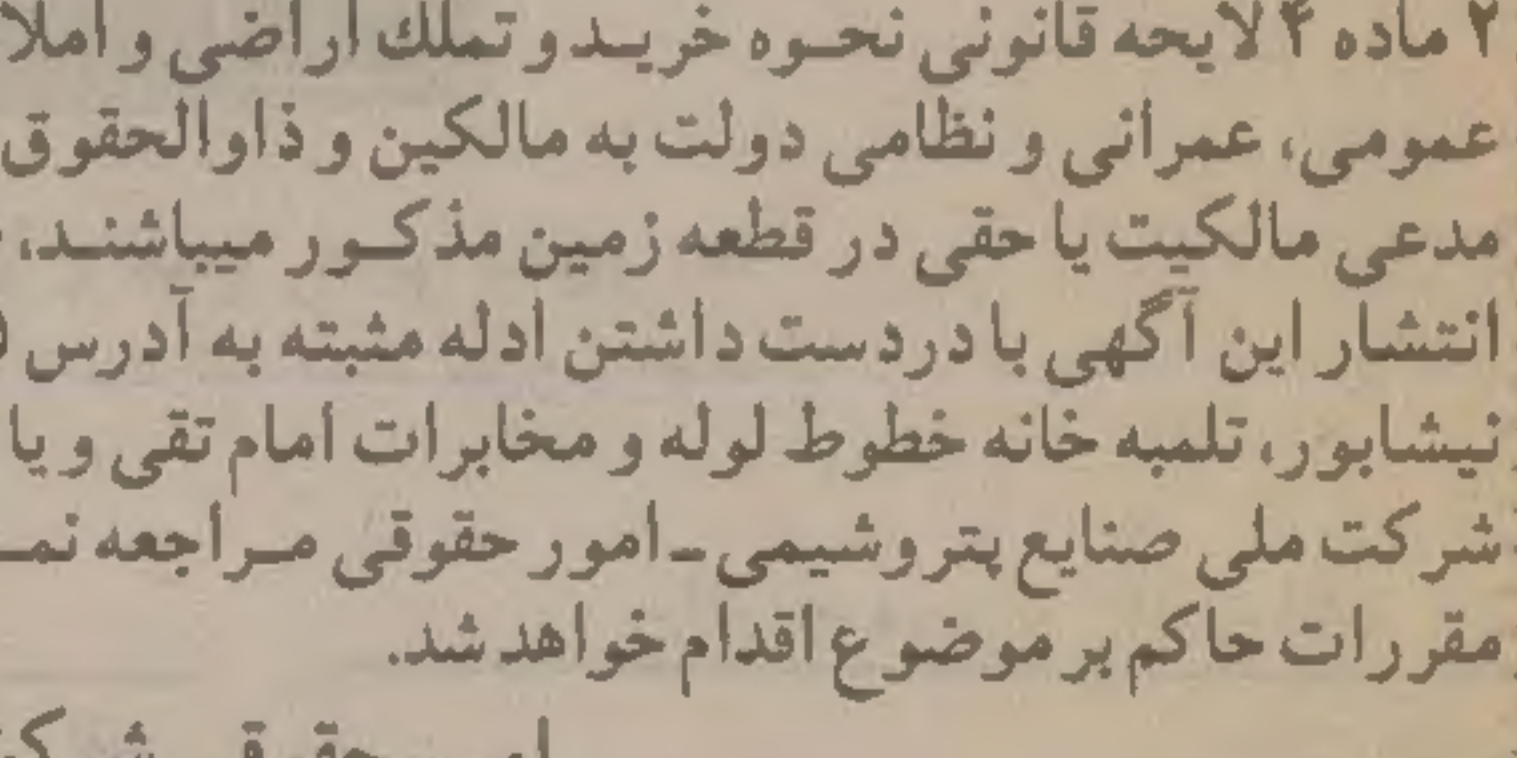 ۲ ماده ۴ لایحه قانونی نحوه خرید و تملك اراضی و املا
عمومی، عمرانی و نظامی دولت به مالکین و ذاوالحقوق
مدعی مالکیت یا حقی در قطعه زمین مذکور میباشند،
انتشار این آگهی با دردست داشتن ادله مثبته به آدرس
نیشابور، تلمبه خانه خطوط لوله و مخابرات امام تقی و یا
شرکت ملی صنایع پتروشیمی ـ امور حقوقی مراجعه نمـ
مقررات حاکم بر موضوع اقدام خواهد شد.